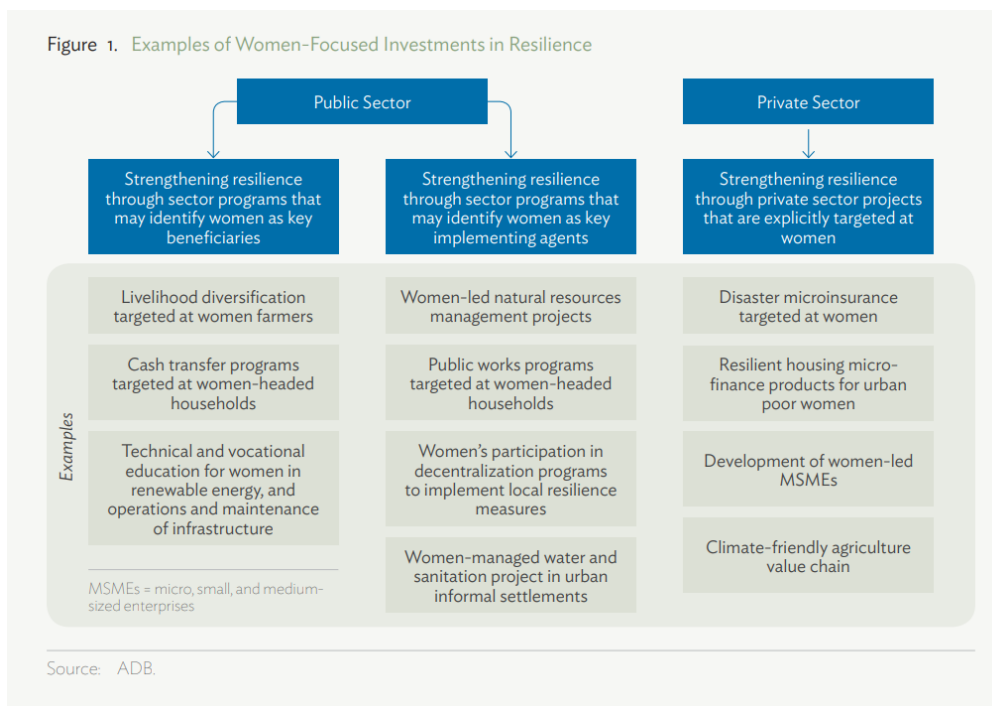 Figure 1. Examples of Women-Focused Investments in Resilience
Public Sector
Private Sector
Strengthening resilience
through sector programs that
may identify women as key
beneficiaries
Strengthening resilience
through sector programs that
may identify women as key
implementing agents
Strengthening resilience
through private sector projects
that are explicitly targeted at
women
Examples
Livelihood diversification
targeted at women farmers
Cash transfer programs
targeted at women-headed
households
Technical and vocational
education for women in
renewable energy, and
operations and maintenance
of infrastructure
MSMEs = micro, small, and medium-
sized enterprises
Women-led natural resources
management projects
Public works programs
targeted at women-headed
households
Women’s participation in
decentralization programs
to implement local resilience
measures
Women-managed water and
sanitation project in urban
informal settlements
Disaster microinsurance
targeted at women
Resilient housing micro-
finance products for urban
poor women
Development of women-led
MSMEs
Climate-friendly agriculture
value chain
Source: ADB.